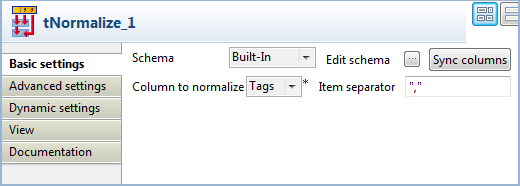 tNormalize_1
Basic settings
Advanced settings
Dynamic settings
View
Documentation
Schema Built-In Edit schema ... Sync columns
Column to normalize Tags * Item separator ","